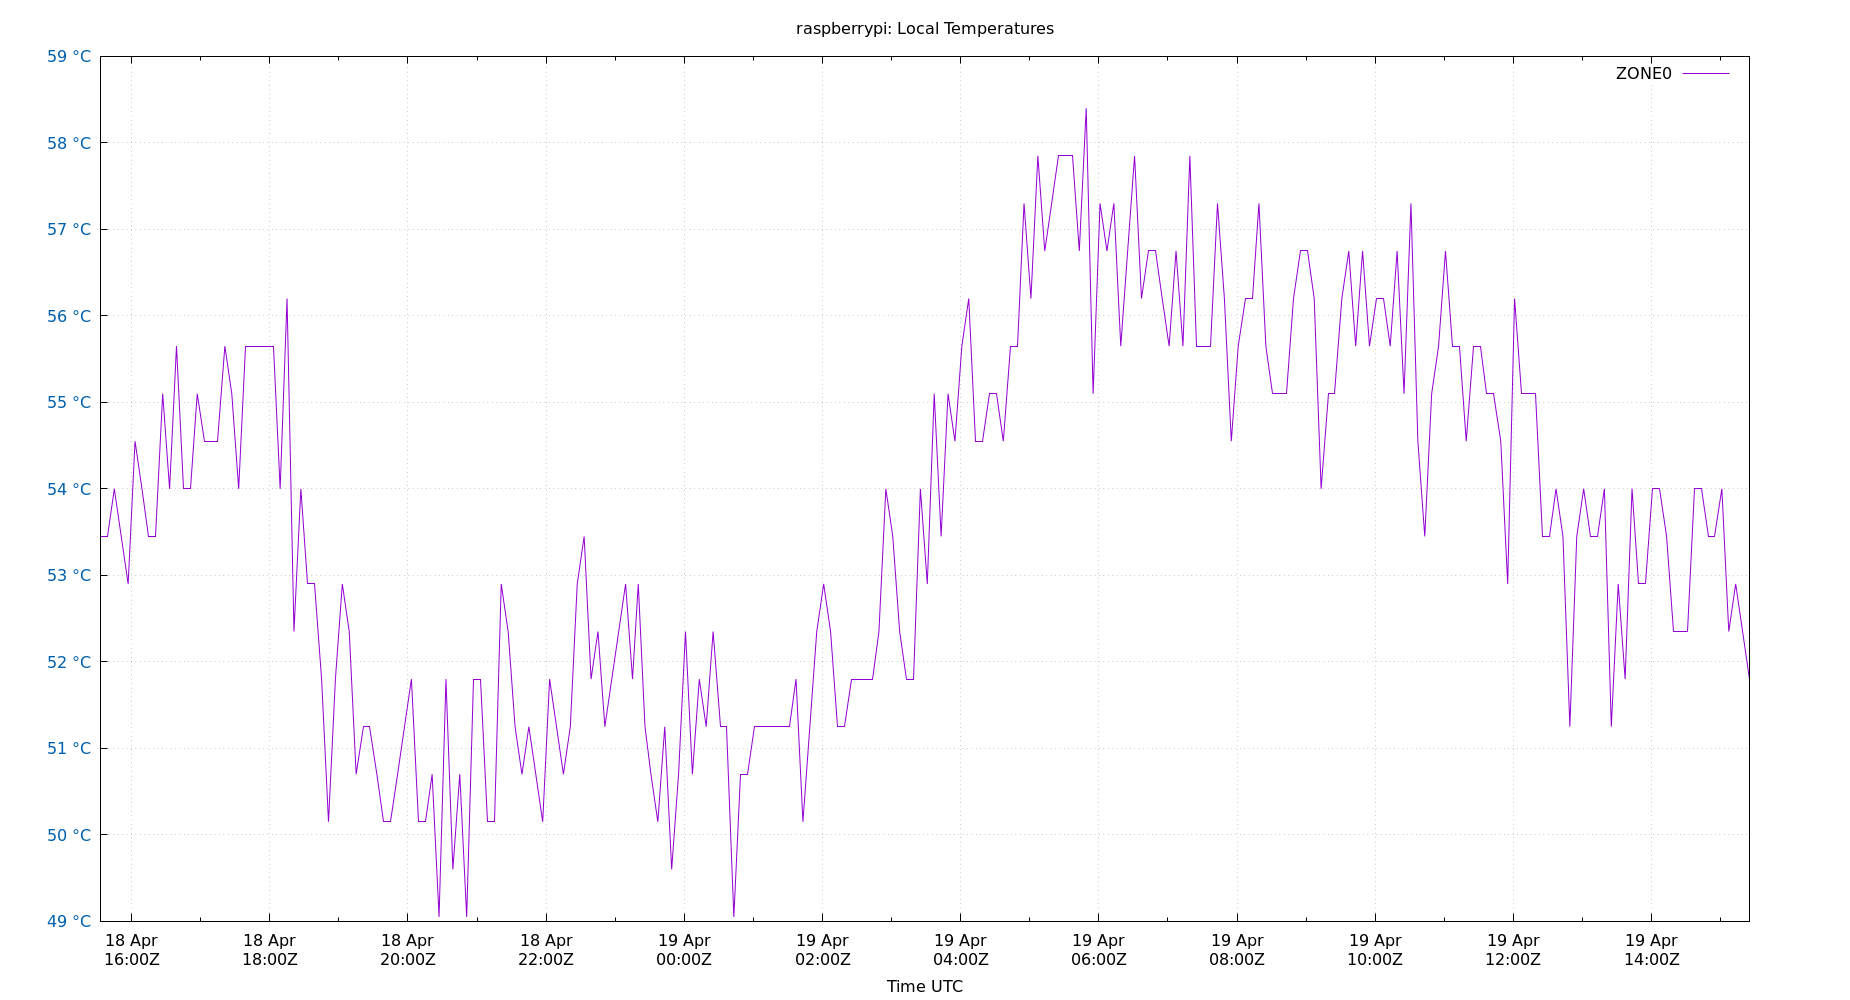 raspberrypi: Local Temperatures
ZONE0
59 °C
58 °C
57 °C
56 °C
55 °C
54 °C
53 °C
52 °C
51 °C
50 °C
49 °C
18 Apr 18 Apr 18 Apr 18 Apr 19 Apr 19 Apr 19 Apr 19 Apr 19 Apr 19 Apr 19 Apr 19 Apr
16:00Z 18:00Z 20:00Z 22:00Z 00:00Z 02:00Z 04:00Z 06:00Z 08:00Z 10:00Z 12:00Z 14:00Z
Time UTC